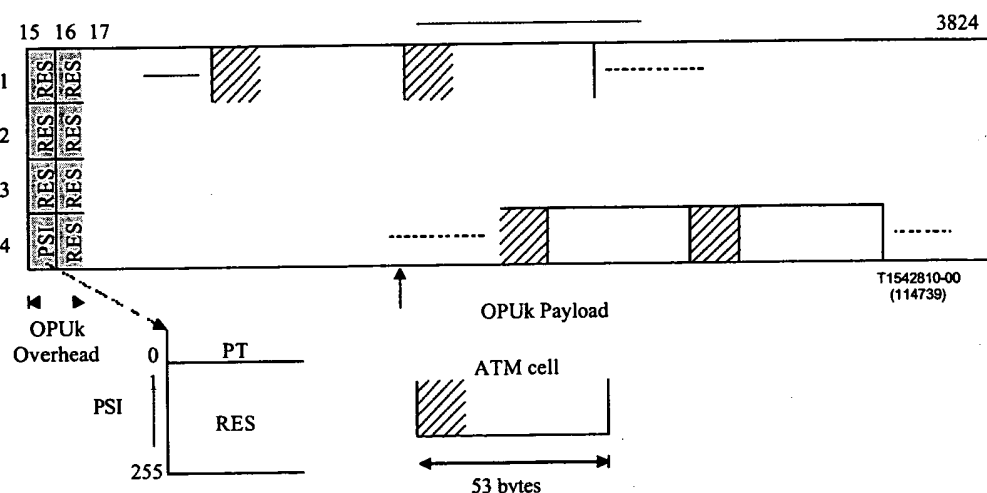 15 16 17 3824
1 RES RES
2 RES RES
3 RES RES
4 PSI RES
T1542810-00
(114739)
OPUk Payload
OPUk
Overhead
0 PT
ATM cell
1
PSI
RES
255
53 bytes